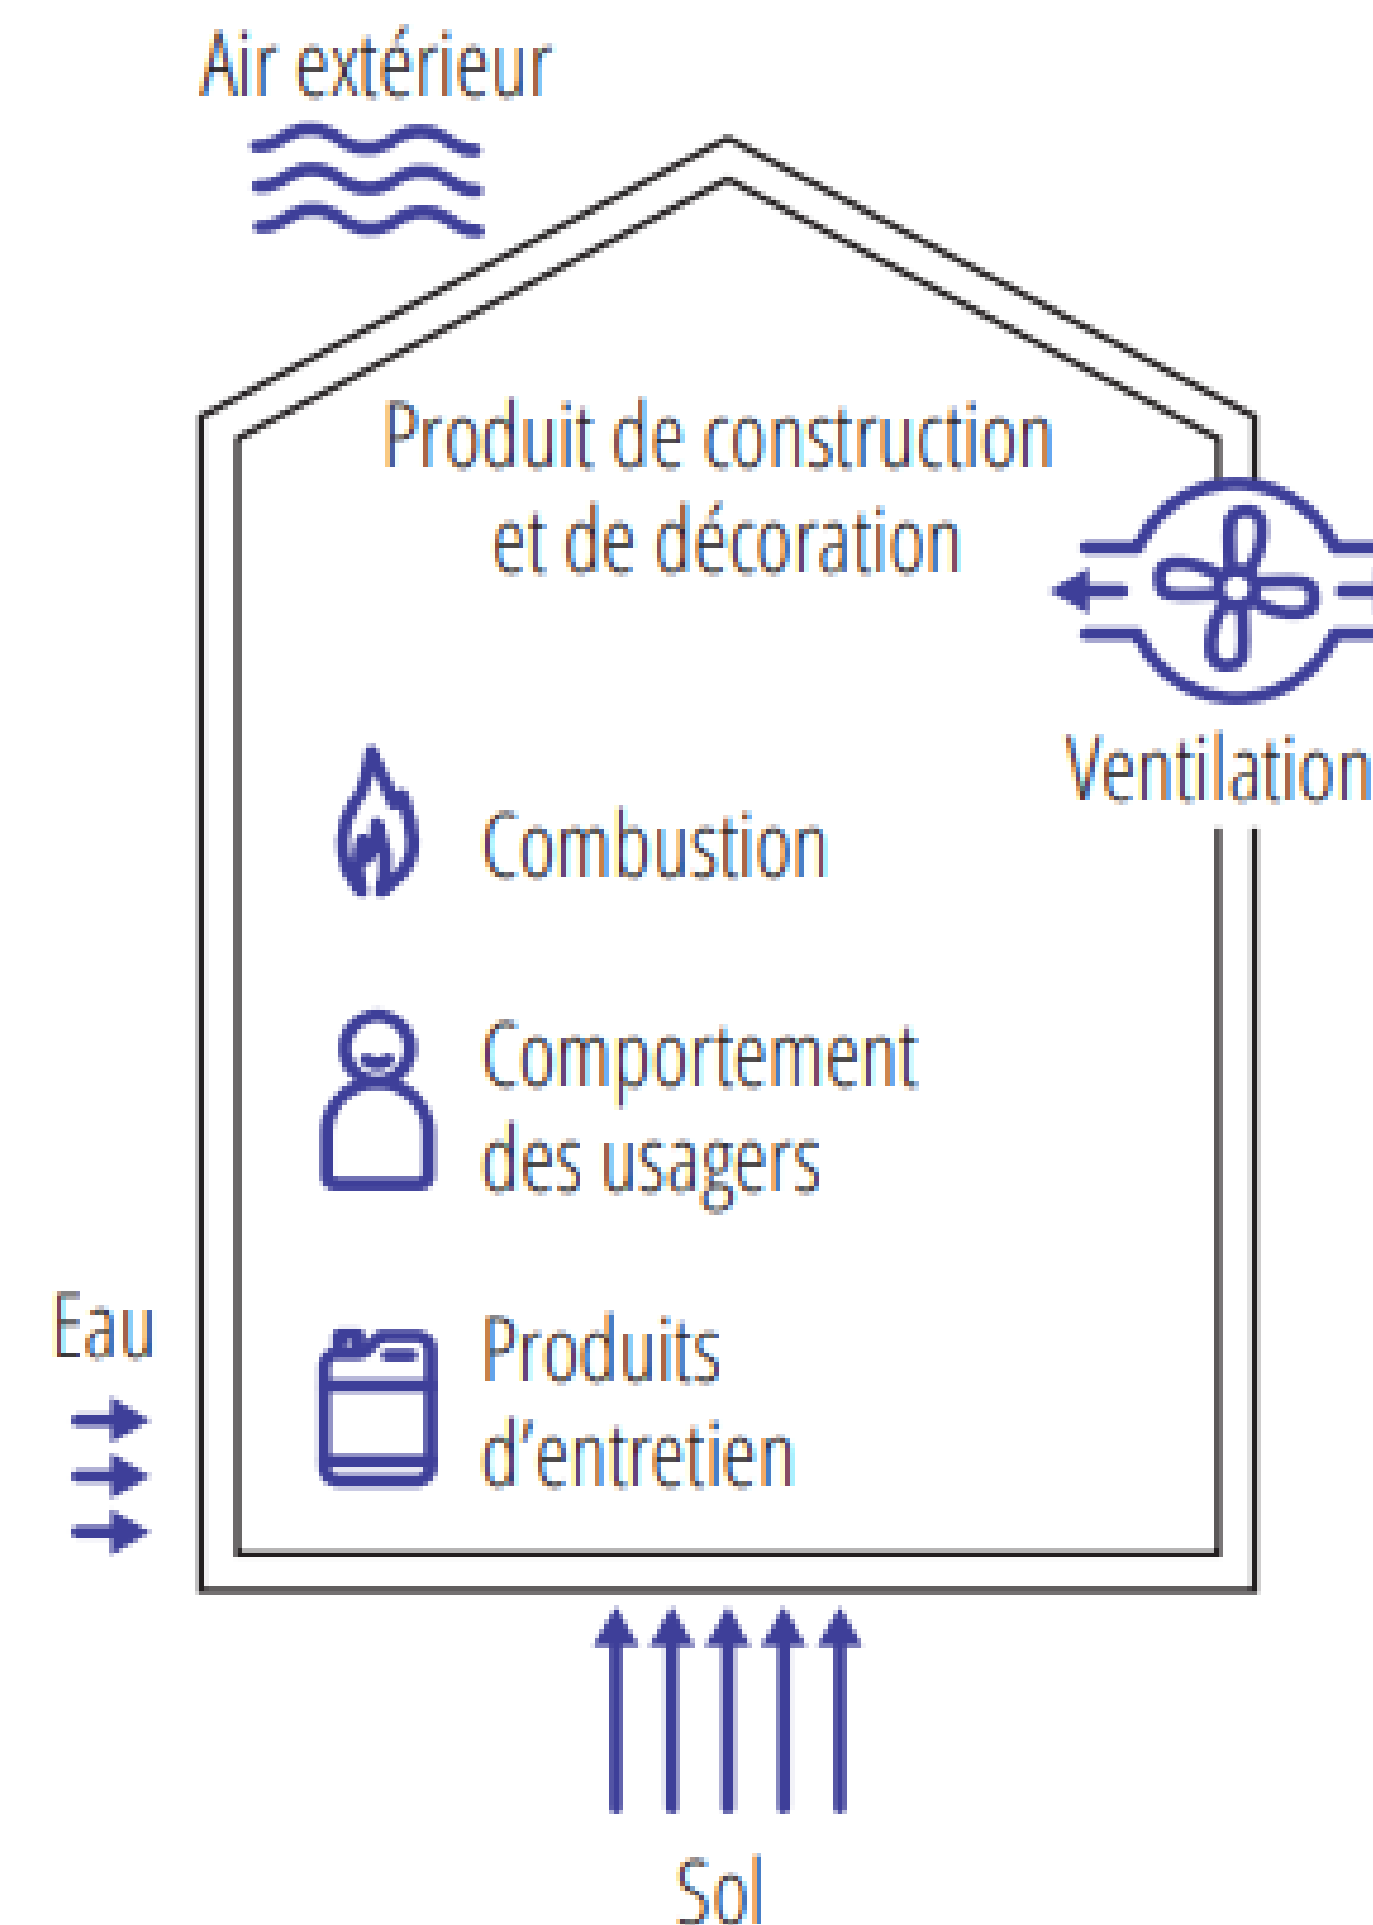 Air extérieur
Produit de construction
et de décoration
Ventilation
Combustion
Comportement
des usagers
Eau
Produits
d'entretien
Sol